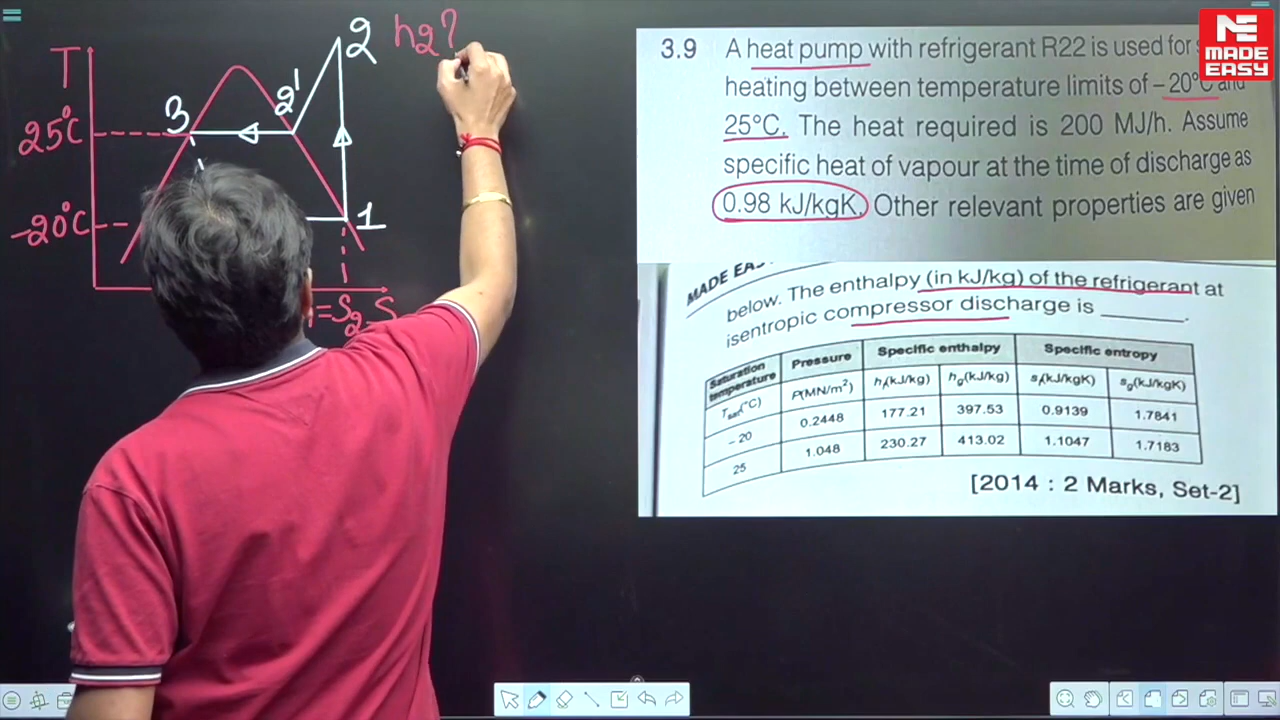 2 h2?
T
2'
3
25°C
-20°C
1
=S2 S
ME
MADE
EASY
3.9 A heat pump with refrigerant R22 is used for
heating between temperature limits of –20°C and
25°C. The heat required is 200 MJ/h. Assume
specific heat of vapour at the time of discharge as
0.98 kJ/kgK. Other relevant properties are given
MADE EASY
below. The enthalpy (in kJ/kg) of the refrigerant at
isentropic compressor discharge is ________.
Saturation temperature Pressure Specific enthalpy Specific entropy
Tsat(°C) P(MN/m²) hf(kJ/kg) hg(kJ/kg) sf(kJ/kgK) sg(kJ/kgK)
– 20 0.2448 177.21 397.53 0.9139 1.7841
25 1.048 230.27 413.02 1.1047 1.7183
[2014 : 2 Marks, Set-2]